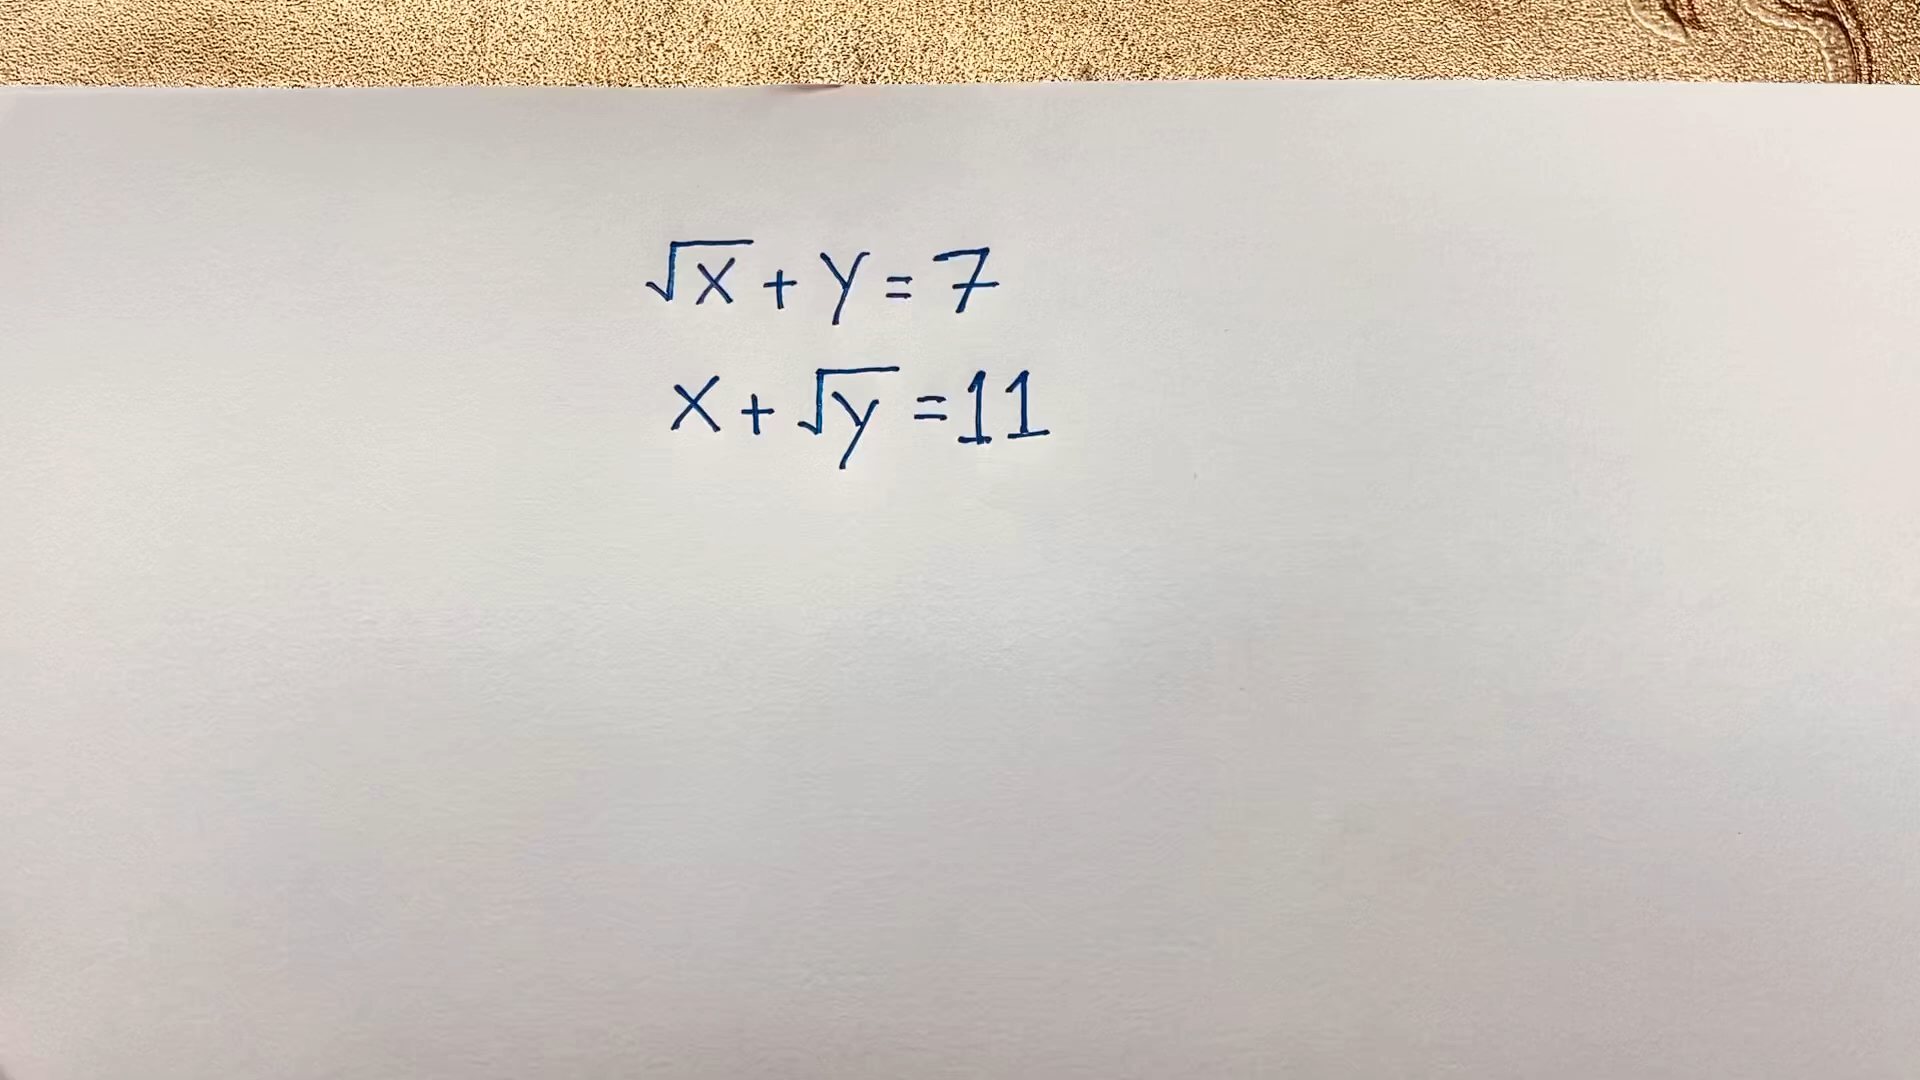 √x + y = 7
x + √y = 11